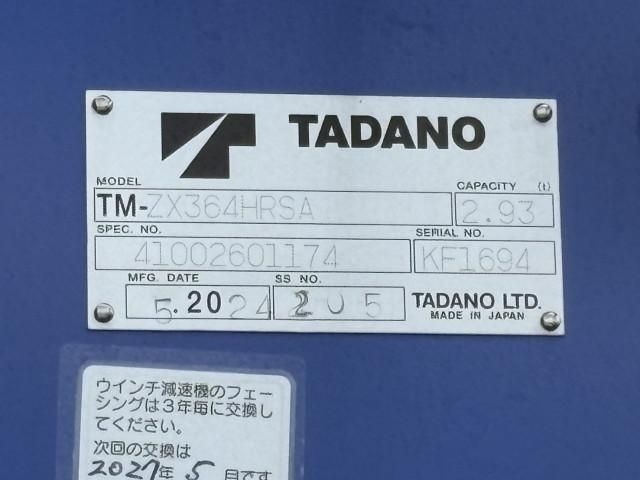 TADANO
MODEL
CAPACITY (t)
TM-ZX364HRSA
2.93
SPEC. NO.
SERIAL NO.
41002601174
KF1694
MFG. DATE
SS NO.
5.2024
205
TADANO LTD.
MADE IN JAPAN
ウインチ減速機のフェー
シングは3年毎に交換し
てください。
次回の交換は
2027年 5 月です